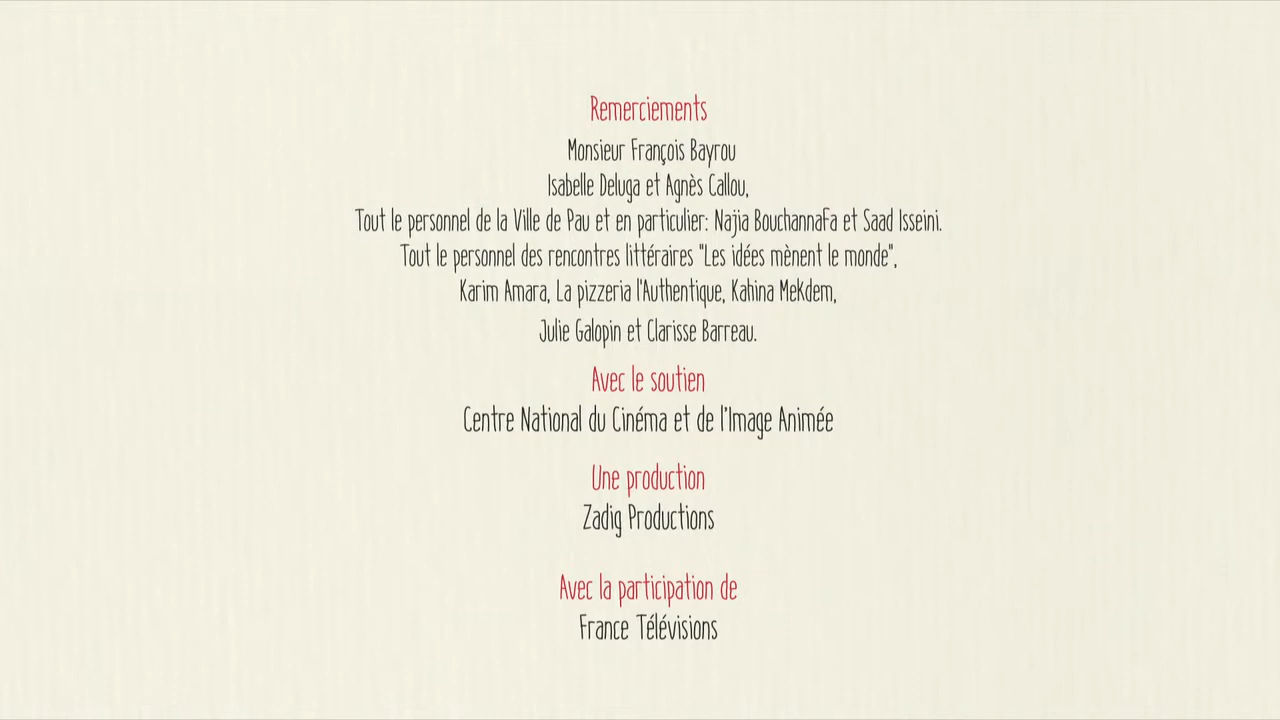 Remerciements
Monsieur François Bayrou
Isabelle Deluga et Agnès Callou,
Tout le personnel de la Ville de Pau et en particulier: Najia Bouchannafa et Saad Isseini.
Tout le personnel des rencontres littéraires "Les idées mènent le monde",
Karim Amara, La pizzeria l'Authentique, Kahina Mekdem,
Julie Galopin et Clarisse Barreau.
Avec le soutien
Centre National du Cinéma et de l'Image Animée
Une production
Zadig Productions
Avec la participation de
France Télévisions